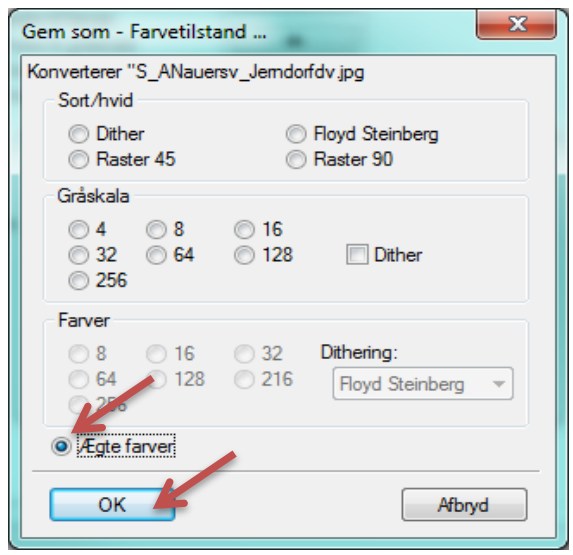 Gem som - Farvetilstand ...
Konverterer "S_ANauersv_Jerndorfdv.jpg
Sort/hvid
Dither Floyd Steinberg
Raster 45 Raster 90
Gråskala
4 8 16
32 64 128 Dither
256
Farver
8 16 32 Dithering:
64 128 216 Floyd Steinberg
256
Ægte farver
OK Afbryd